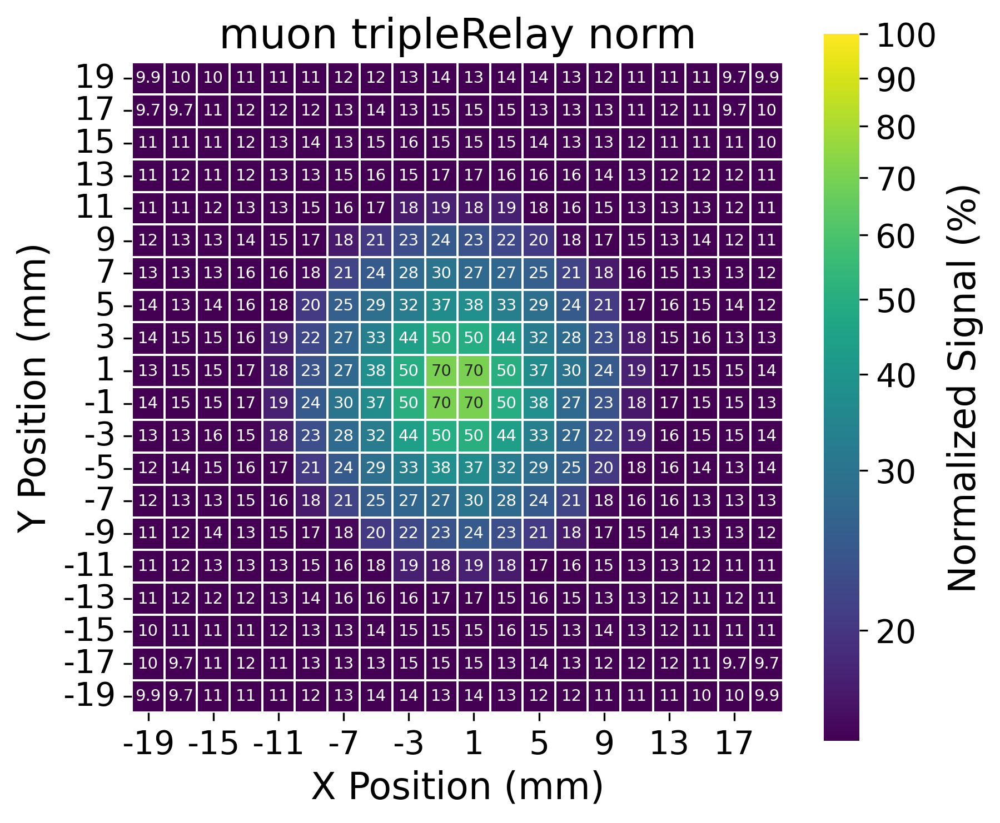 muon tripleRelay norm
19 9.9 10 10 11 11 11 12 12 13 14 13 14 14 13 12 11 11 11 9.7 9.9
17 9.7 9.7 11 12 12 12 13 14 13 15 15 15 13 13 13 11 12 11 9.7 10
15 11 11 11 12 13 14 13 15 16 15 15 15 14 13 13 12 11 11 11 10
13 11 12 11 12 13 13 15 16 15 17 17 16 16 16 14 13 12 12 12 11
11 11 11 12 13 13 15 16 17 18 19 18 19 18 16 15 13 13 13 12 11
9 12 13 13 14 15 17 18 21 23 24 23 22 20 18 17 15 13 14 12 11
7 13 13 13 16 16 18 21 24 28 30 27 27 25 21 18 16 15 13 13 12
5 14 13 14 16 18 20 25 29 32 37 38 33 29 24 21 17 16 15 14 12
3 14 15 15 16 19 22 27 33 44 50 50 44 32 28 23 18 15 16 13 13
1 13 15 15 17 18 23 27 38 50 70 70 50 37 30 24 19 17 15 15 14
-1 14 15 15 17 19 24 30 37 50 70 70 50 38 27 23 18 17 15 15 13
-3 13 13 16 15 18 23 28 32 44 50 50 44 33 27 22 19 16 15 15 14
-5 12 14 15 16 17 21 24 29 33 38 37 32 29 25 20 18 16 14 13 14
-7 12 13 13 15 16 18 21 25 27 27 30 28 24 21 18 16 16 13 13 13
-9 11 12 14 13 15 17 18 20 22 23 24 23 21 18 17 15 14 13 13 12
-11 11 12 13 13 13 15 16 18 19 18 19 18 17 16 15 13 13 12 11 11
-13 11 12 12 12 13 14 16 16 16 17 17 15 16 15 13 13 12 11 12 11
-15 10 11 11 11 12 13 13 14 15 15 15 16 15 13 14 13 12 11 11 11
-17 10 9.7 11 12 11 13 13 13 15 15 15 13 14 13 12 12 12 11 9.7 9.7
-19 9.9 9.7 11 11 11 12 13 14 14 13 14 13 12 12 11 11 11 10 10 9.9
-19 -15 -11 -7 -3 1 5 9 13 17
X Position (mm)
Y Position (mm)
100
90
80
70
60
50
40
30
20
Normalized Signal (%)